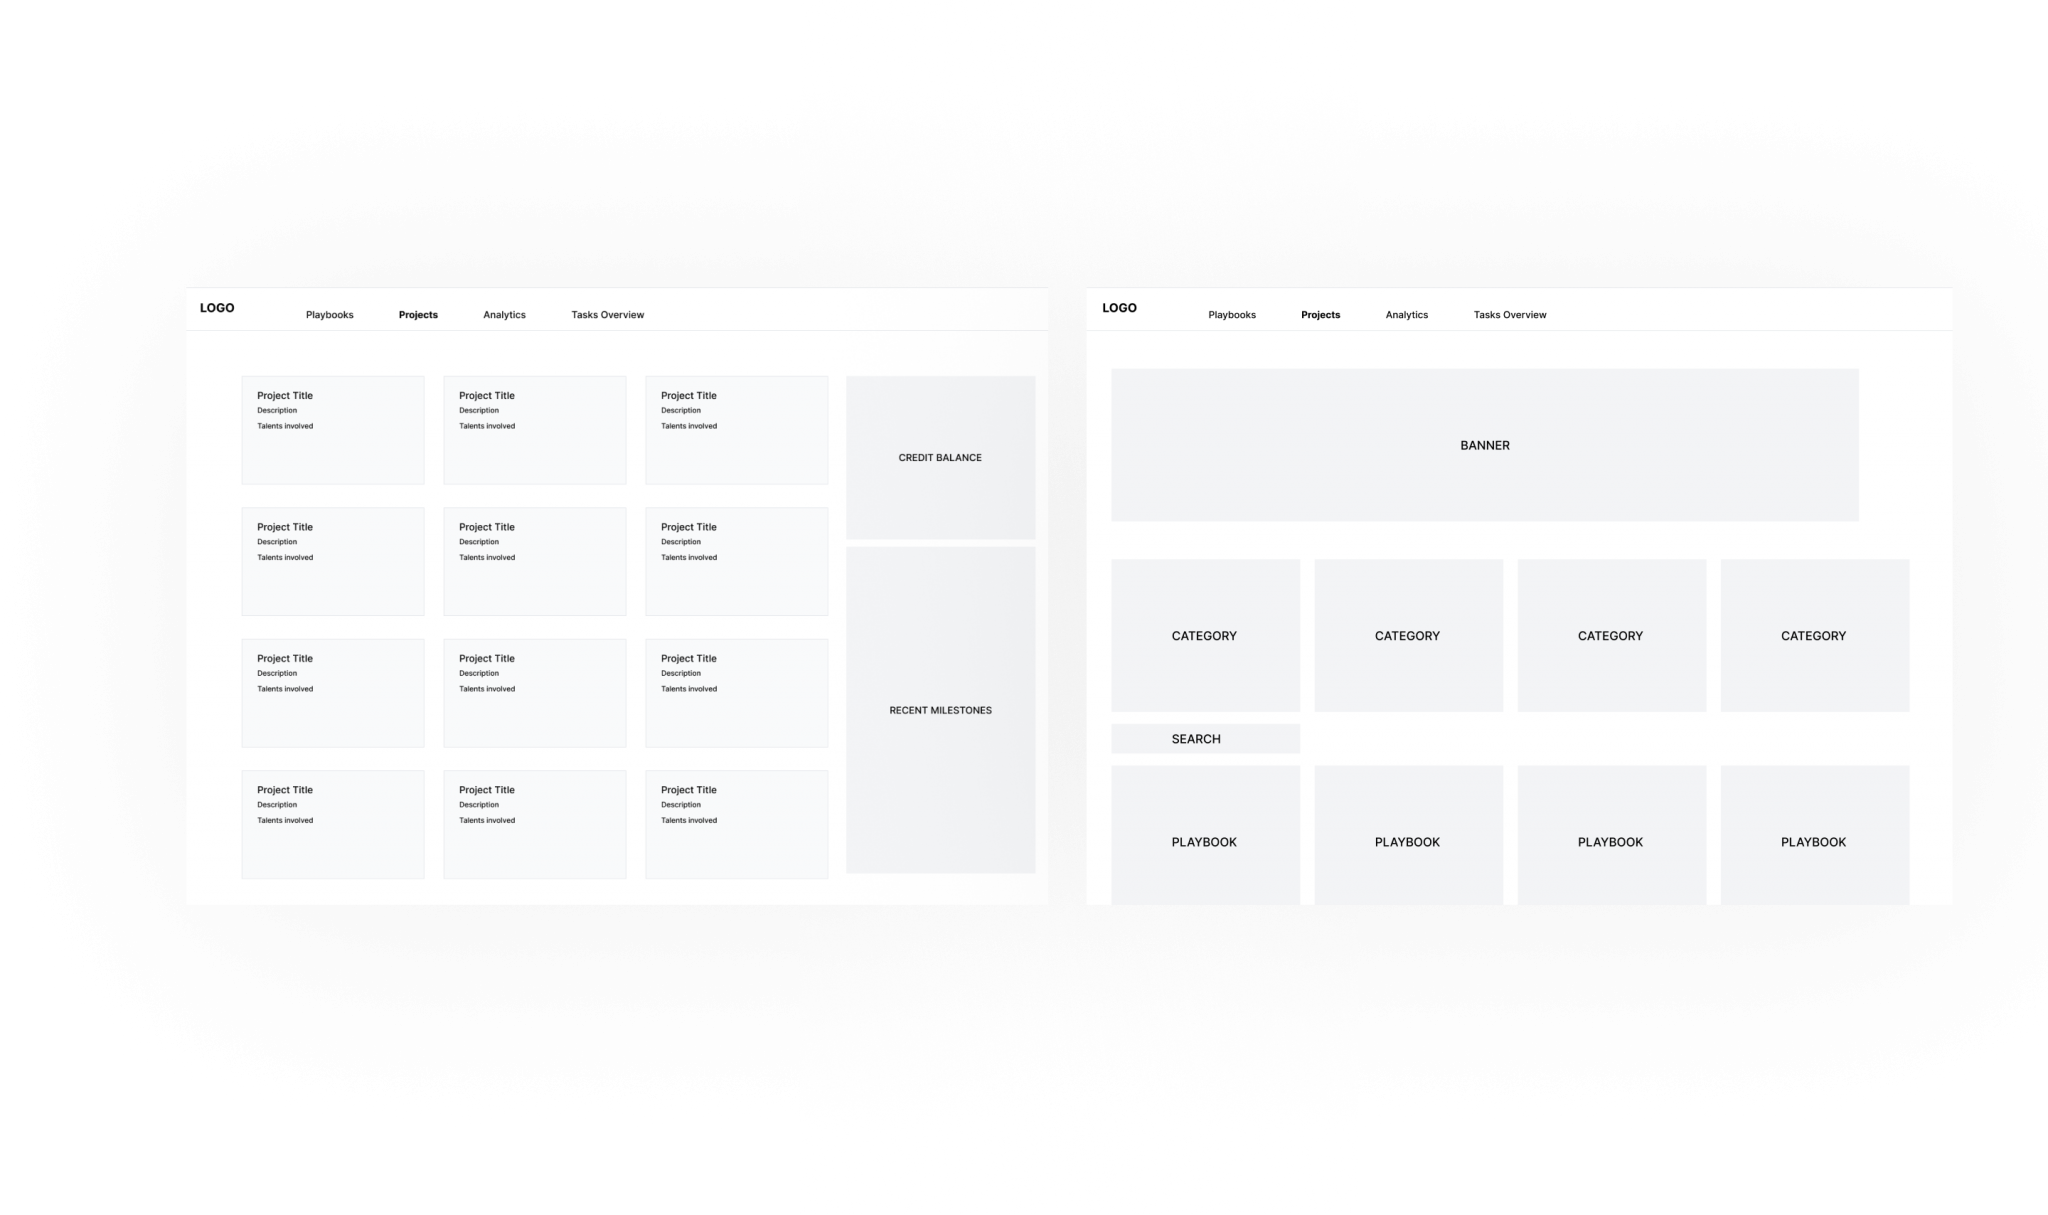 LOGO
Playbooks Projects Analytics Tasks Overview
Project Title
Description
Talents involved
Project Title
Description
Talents involved
Project Title
Description
Talents involved
Project Title
Description
Talents involved
Project Title
Description
Talents involved
Project Title
Description
Talents involved
Project Title
Description
Talents involved
Project Title
Description
Talents involved
Project Title
Description
Talents involved
Project Title
Description
Talents involved
Project Title
Description
Talents involved
Project Title
Description
Talents involved
CREDIT BALANCE
RECENT MILESTONES
LOGO
Playbooks Projects Analytics Tasks Overview
BANNER
CATEGORY CATEGORY CATEGORY CATEGORY
SEARCH
PLAYBOOK PLAYBOOK PLAYBOOK PLAYBOOK